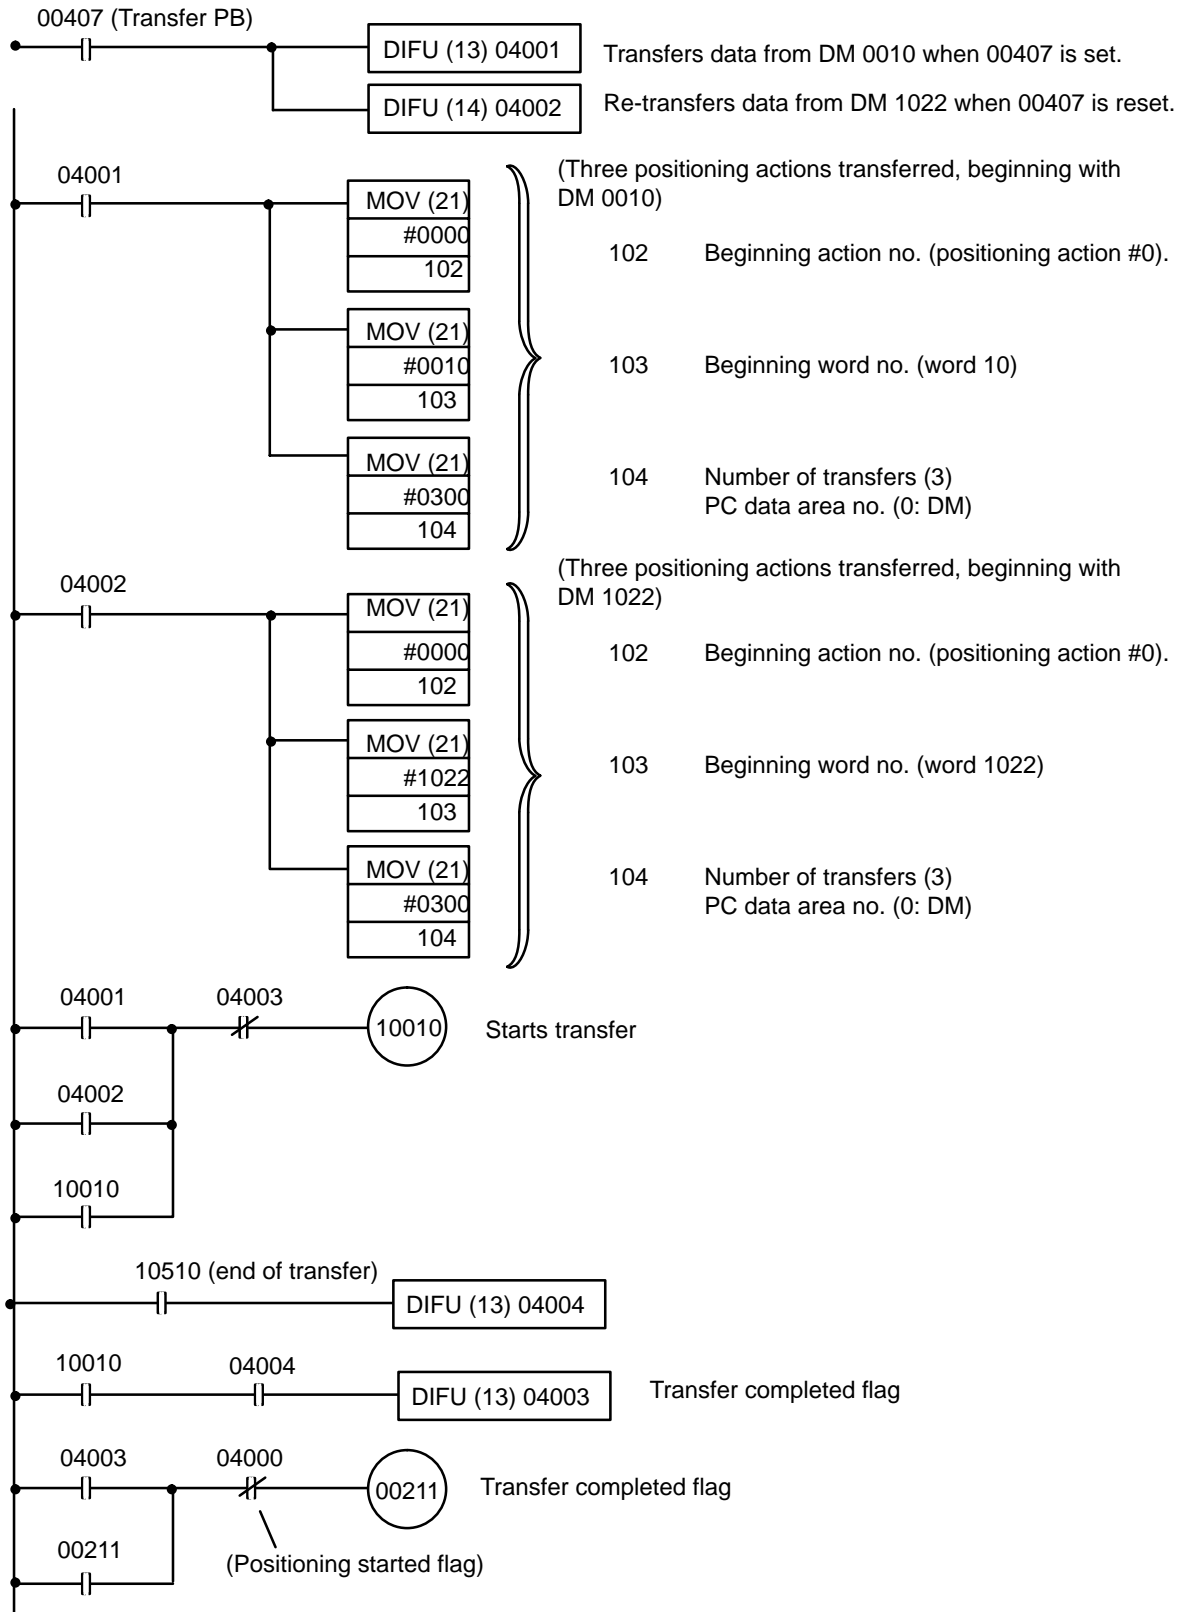 00407 (Transfer PB)
DIFU (13) 04001
Transfers data from DM 0010 when 00407 is set.
DIFU (14) 04002
Re-transfers data from DM 1022 when 00407 is reset.
04001
MOV (21)
#0000
102
(Three positioning actions transferred, beginning with
DM 0010)
102 Beginning action no. (positioning action #0).
MOV (21)
#0010
103
103 Beginning word no. (word 10)
MOV (21)
#0300
104
104 Number of transfers (3)
PC data area no. (0: DM)
04002
MOV (21)
#0000
102
(Three positioning actions transferred, beginning with
DM 1022)
102 Beginning action no. (positioning action #0).
MOV (21)
#1022
103
103 Beginning word no. (word 1022)
MOV (21)
#0300
104
104 Number of transfers (3)
PC data area no. (0: DM)
04001
04003
10010
Starts transfer
04002
10010
10510 (end of transfer)
DIFU (13) 04004
10010
04004
DIFU (13) 04003
Transfer completed flag
04003
04000
00211
Transfer completed flag
00211
(Positioning started flag)